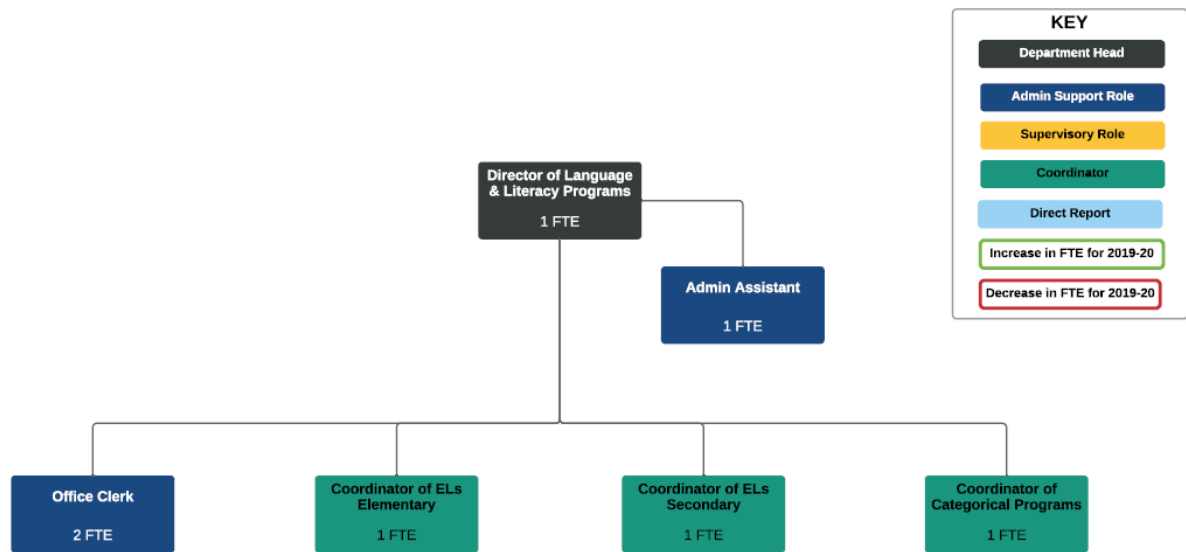 KEY
Department Head
Admin Support Role
Supervisory Role
Coordinator
Direct Report
Increase in FTE for 2019-20
Decrease in FTE for 2019-20
Director of Language
& Literacy Programs
1 FTE
Admin Assistant
1 FTE
Office Clerk
2 FTE
Coordinator of ELs
Elementary
1 FTE
Coordinator of ELs
Secondary
1 FTE
Coordinator of
Categorical Programs
1 FTE